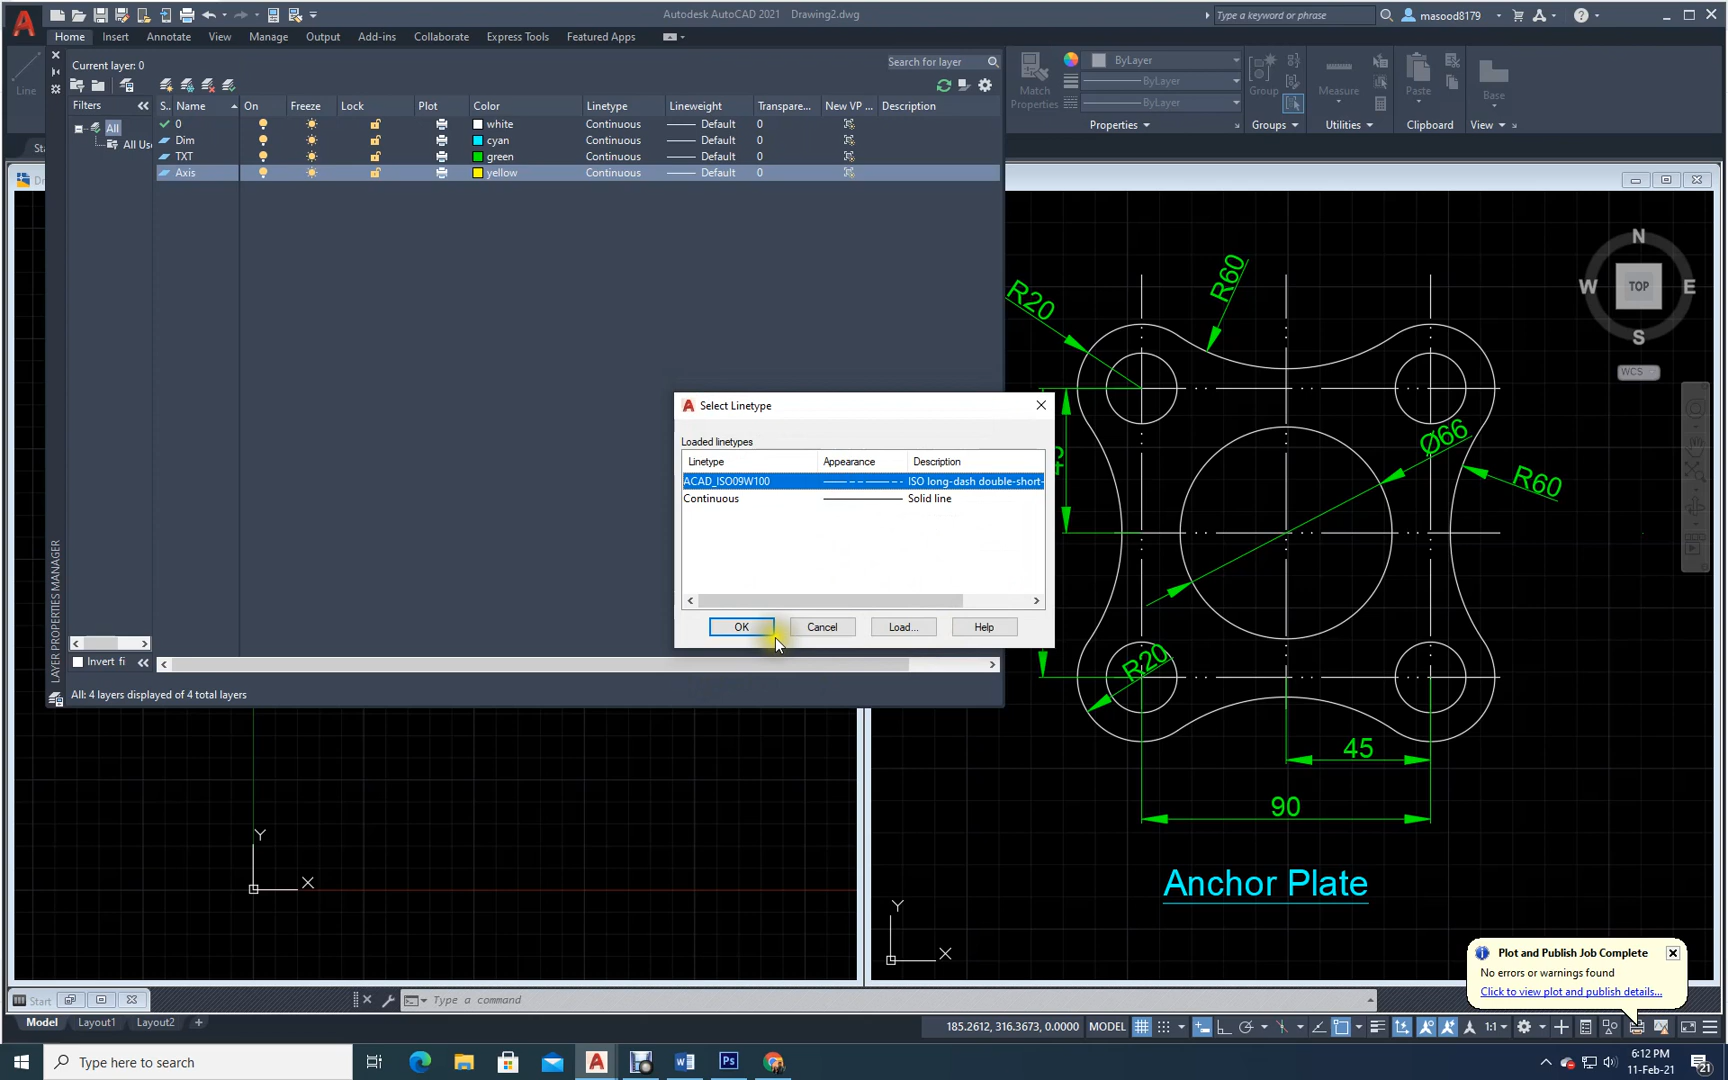 Autodesk AutoCAD 2021 Drawing2.dwg
Type a keyword or phrase
masood8179
Home Insert Annotate View Manage Output Add-ins Collaborate Express Tools Featured Apps
Line
Current layer: 0
Search for layer
Filters
S.. Name On Freeze Lock Plot Color Linetype Lineweight Transpare... New VP ... Description
All
0 white Continuous Default 0
Dim cyan Continuous Default 0
TXT green Continuous Default 0
Axis yellow Continuous Default 0
Match
Properties
ByLayer
ByLayer
ByLayer
Properties
Group
Groups
Measure
Utilities
Paste
Clipboard
Base
View
N
W TOP E
S
WCS
R20
R60
Ø66
R60
R20
45
90
Anchor Plate
Select Linetype
Loaded linetypes
Linetype Appearance Description
ACAD_ISO09W100 ISO long-dash double-short-
Continuous Solid line
OK Cancel Load... Help
LAYER PROPERTIES MANAGER
Invert fi
All: 4 layers displayed of 4 total layers
Y
X
Y
X
Plot and Publish Job Complete
No errors or warnings found
Click to view plot and publish details...
Start
Type a command
Model Layout1 Layout2 +
185.2612, 316.3673, 0.0000 MODEL 1:1
Type here to search
6:12 PM
11-Feb-21
21